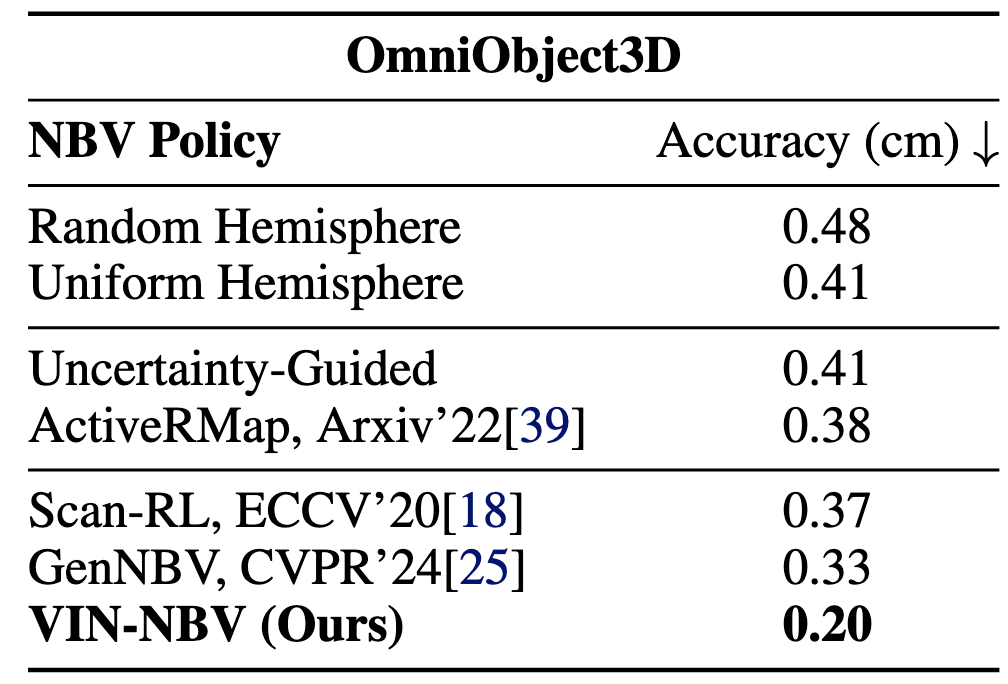 OmniObject3D
NBV Policy Accuracy (cm) ↓
Random Hemisphere 0.48
Uniform Hemisphere 0.41
Uncertainty-Guided 0.41
ActiveRMap, Arxiv’22[39] 0.38
Scan-RL, ECCV’20[18] 0.37
GenNBV, CVPR’24[25] 0.33
VIN-NBV (Ours) 0.20